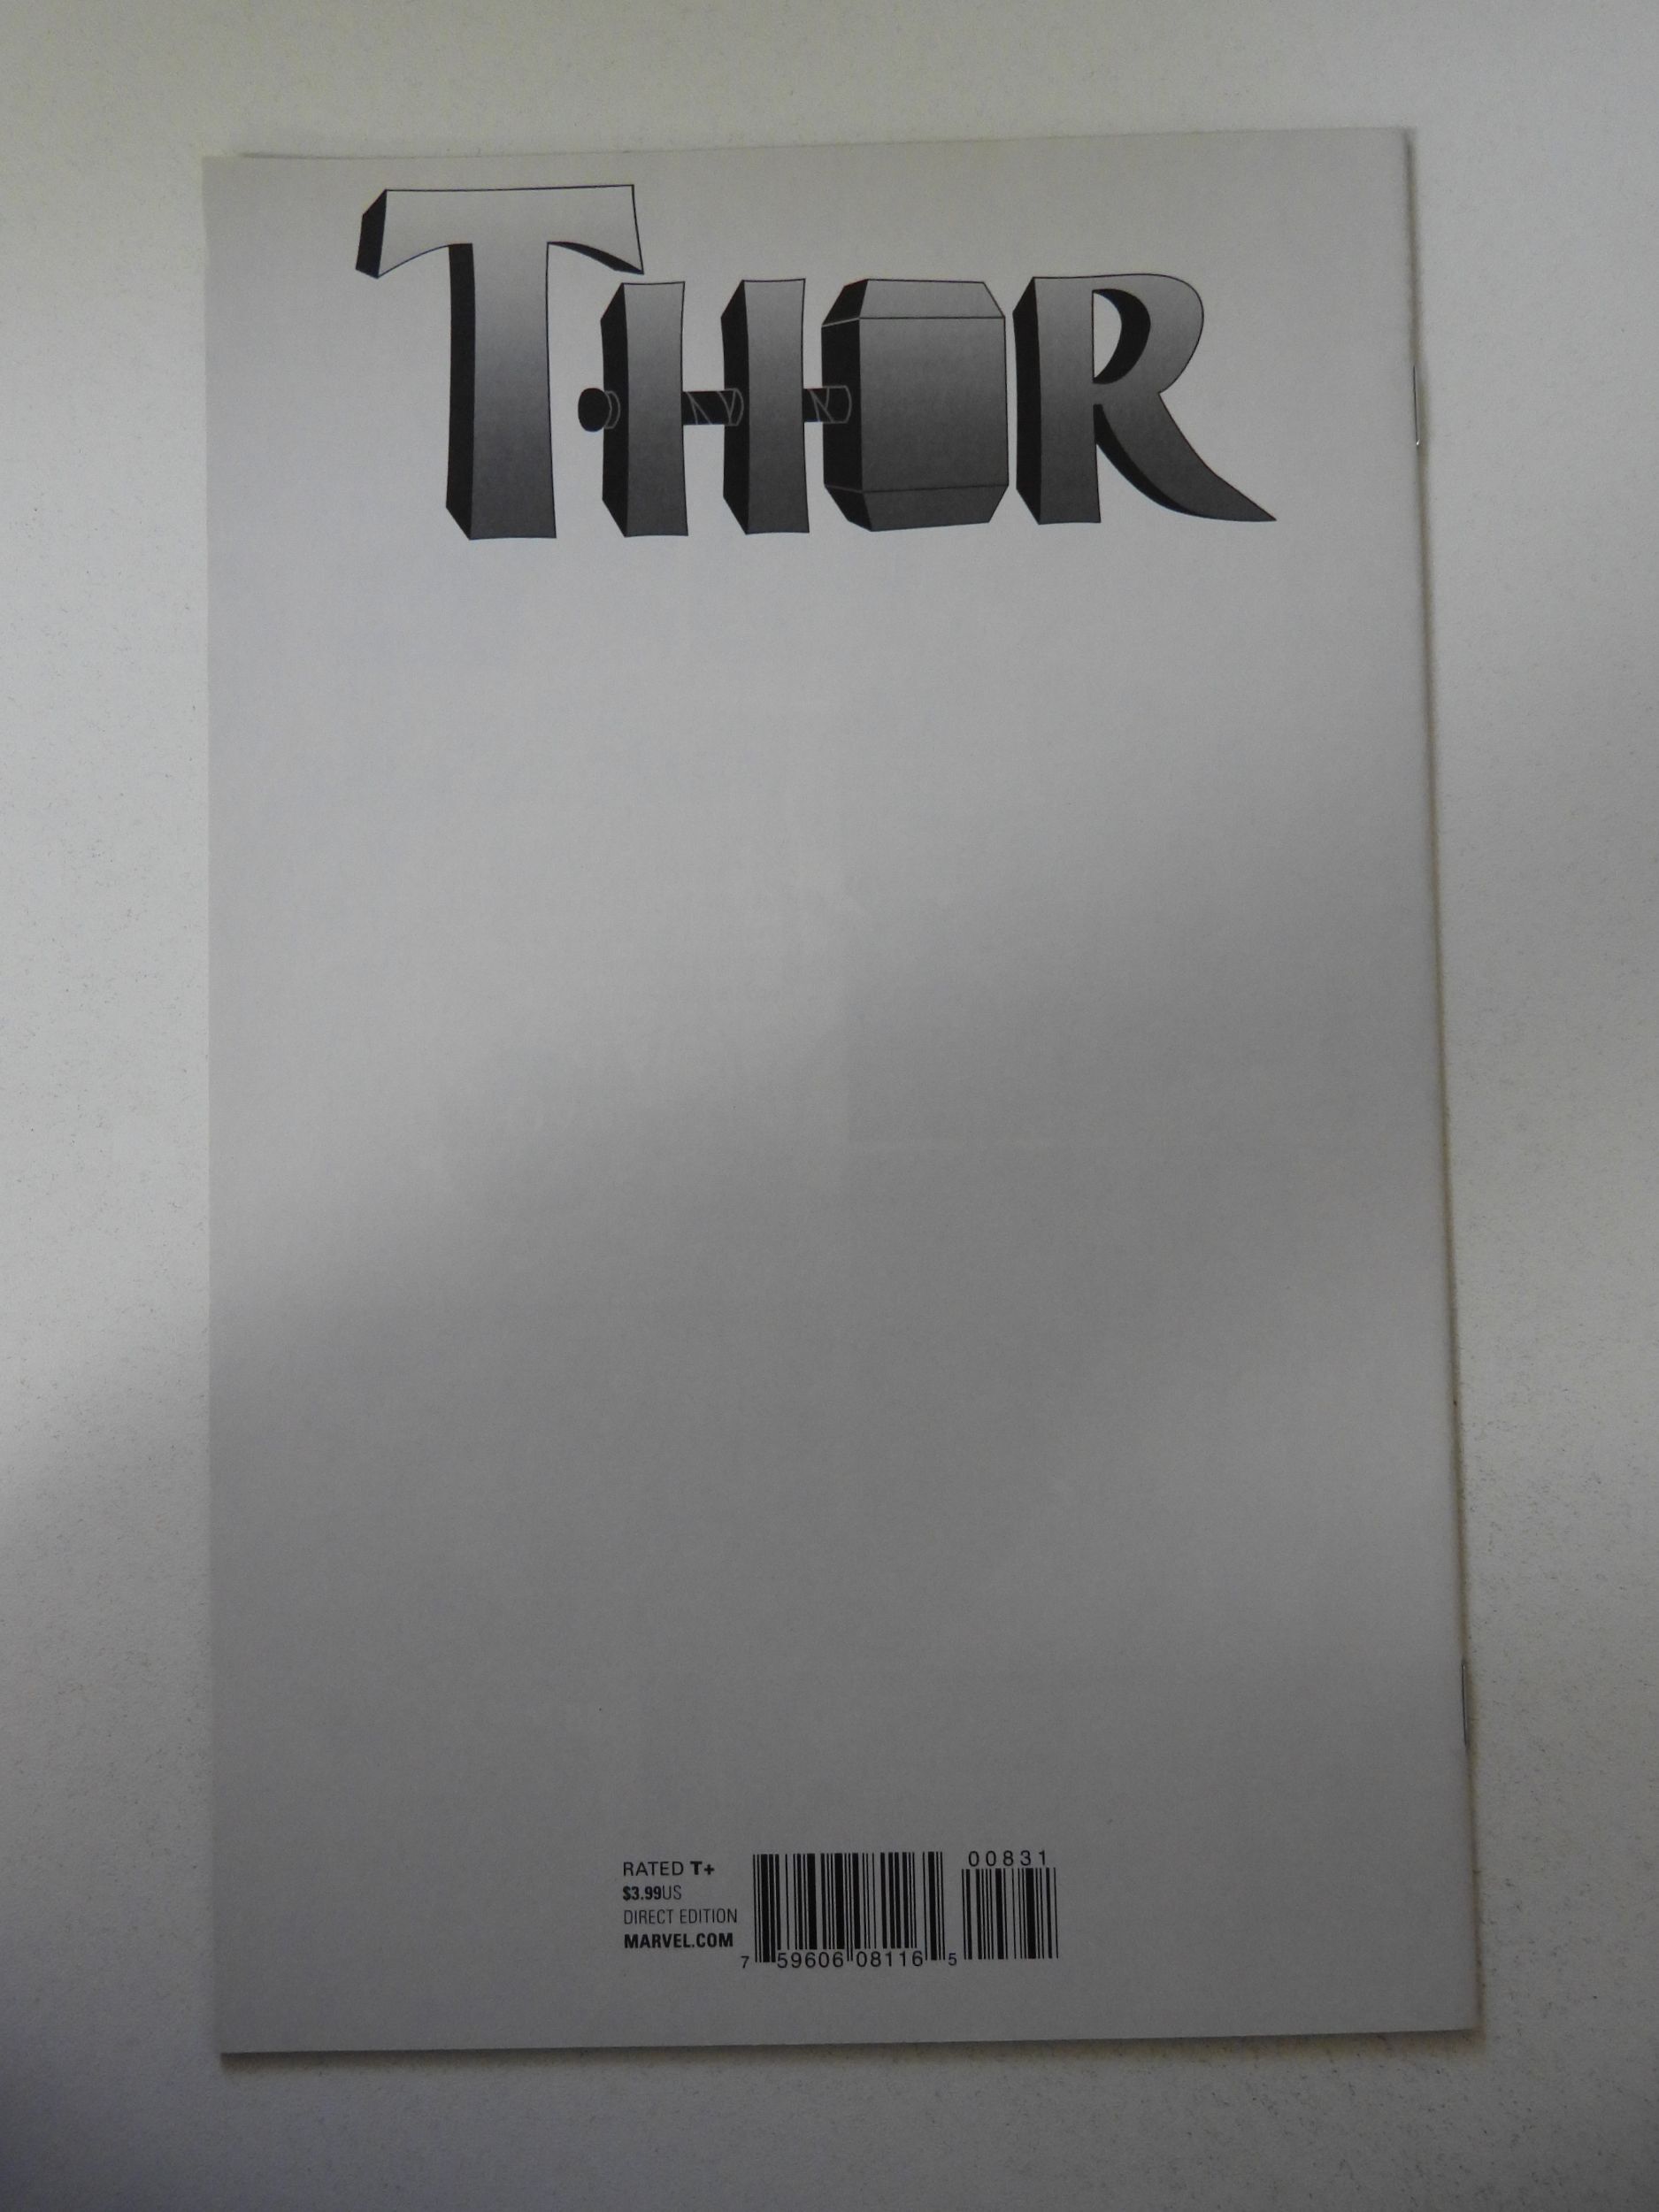 THOR
RATED T+
$3.99US
DIRECT EDITION
MARVEL.COM
00831
7 59606 08116 5